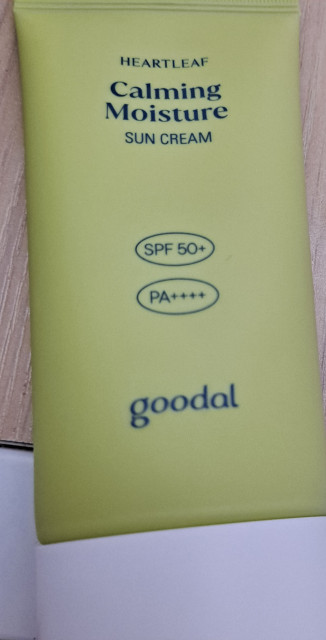 HEARTLEAF
Calming
Moisture
SUN CREAM
SPF 50+
PA++++
goodal